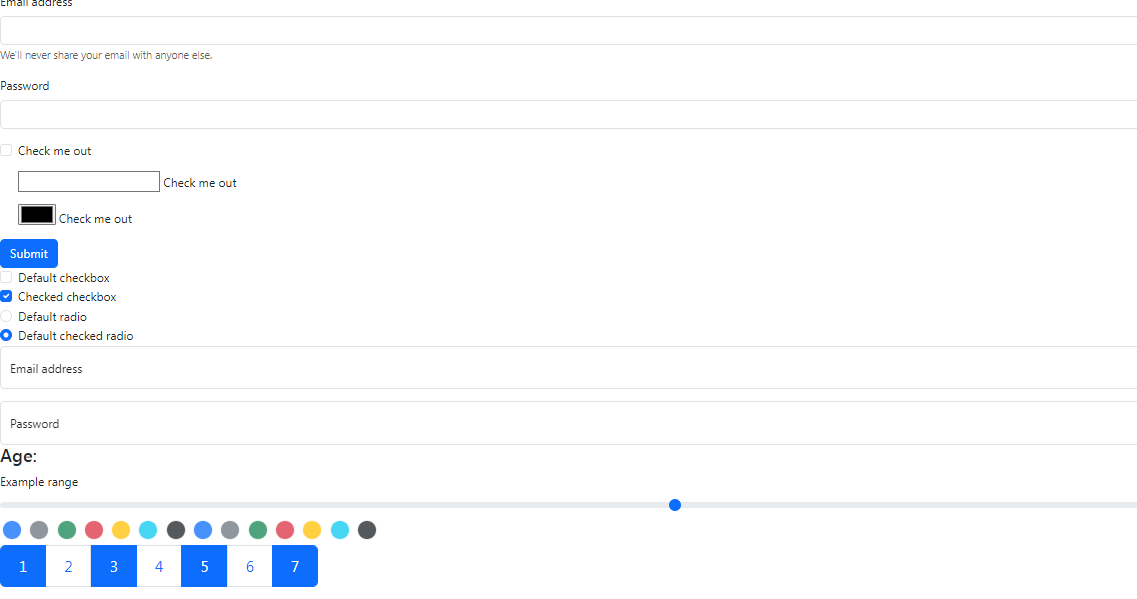 Email address
We'll never share your email with anyone else.
Password
Check me out
Check me out
Check me out
Submit
Default checkbox
Checked checkbox
Default radio
Default checked radio
Email address
Password
Age:
Example range
1 2 3 4 5 6 7